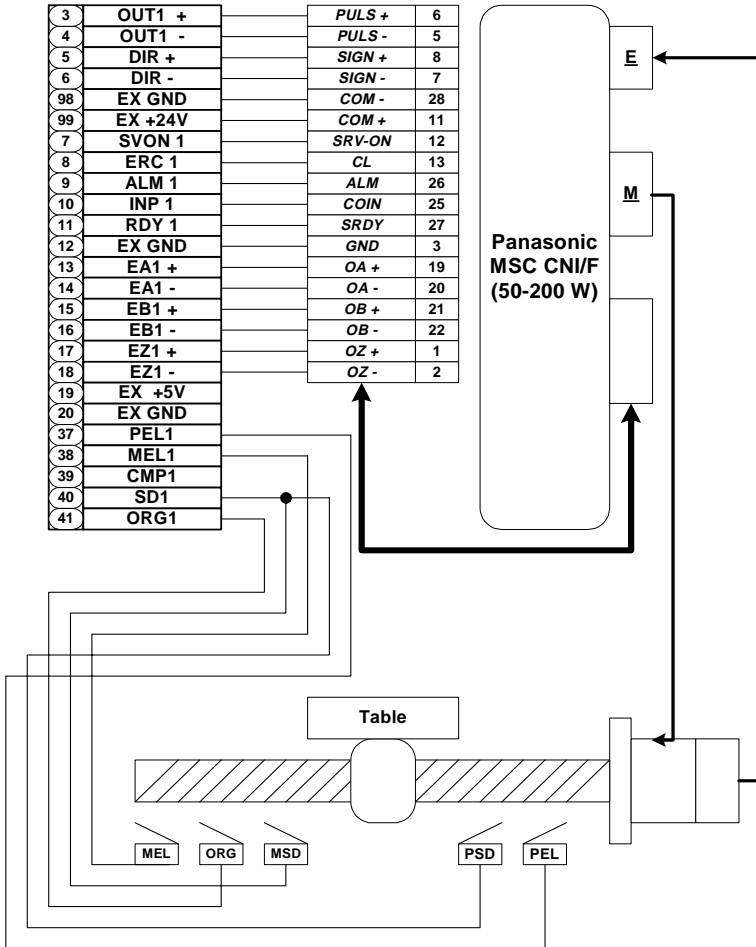 3 OUT1 + PULS + 6
4 OUT1 - PULS - 5
5 DIR + SIGN + 8
6 DIR - SIGN - 7
98 EX GND COM - 28
99 EX +24V COM + 11
7 SVON 1 SRV-ON 12
8 ERC 1 CL 13
9 ALM 1 ALM 26
10 INP 1 COIN 25
11 RDY 1 SRDY 27
12 EX GND GND 3
13 EA1 + OA + 19
14 EA1 - OA - 20
15 EB1 + OB + 21
16 EB1 - OB - 22
17 EZ1 + OZ + 1
18 EZ1 - OZ - 2
19 EX +5V
20 EX GND
37 PEL1
38 MEL1
39 CMP1
40 SD1
41 ORG1
E
M
Panasonic
MSC CNI/F
(50-200 W)
Table
MEL ORG MSD PSD PEL